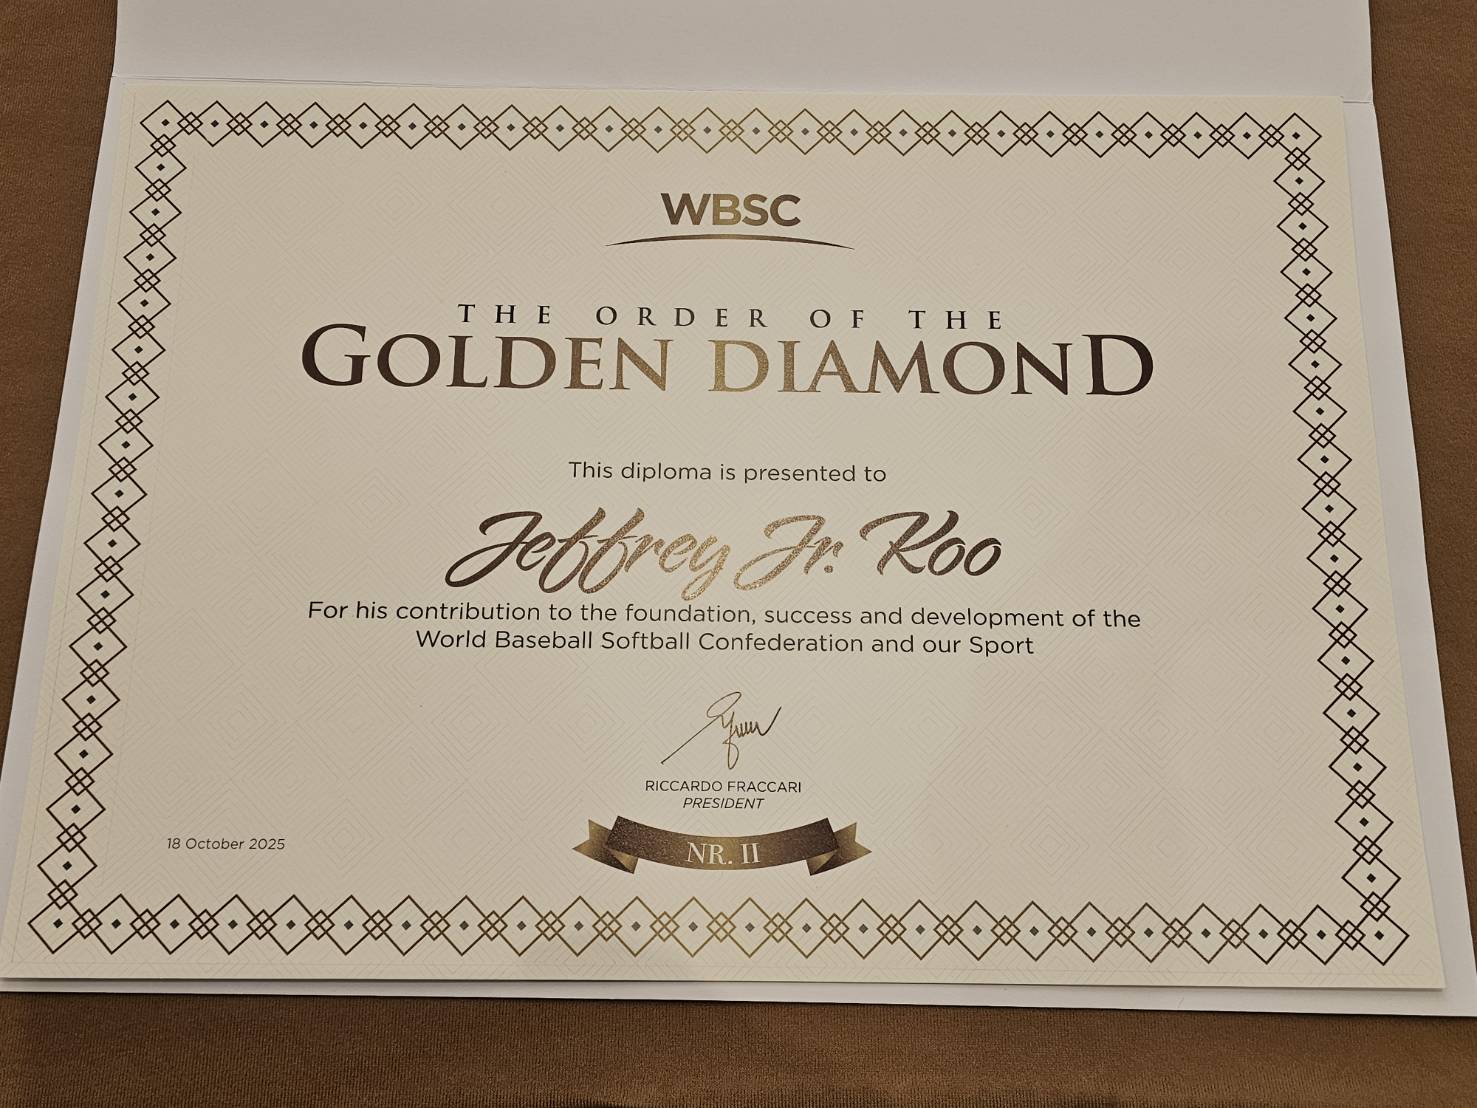 WBSC
THE ORDER OF THE
GOLDEN DIAMOND
This diploma is presented to
Jeffrey Jr. Koo
For his contribution to the foundation, success and development of the
World Baseball Softball Confederation and our Sport
RICCARDO FRACCARI
PRESIDENT
18 October 2025
NR. II